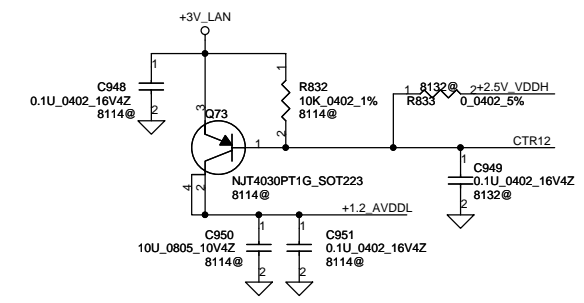 +3V_LAN
1
C948
0.1U_0402_16V4Z
8114@
2
1
R832
10K_0402_1%
8114@
2
1
8132@
2
+2.5V_VDDH
R833
0_0402_5%
3
Q73
1
CTR12
NJT4030PT1G_SOT223
8114@
4
2
1
C949
0.1U_0402_16V4Z
8132@
2
+1.2_AVDDL
1
C950
10U_0805_10V4Z
8114@
2
1
C951
0.1U_0402_16V4Z
8114@
2